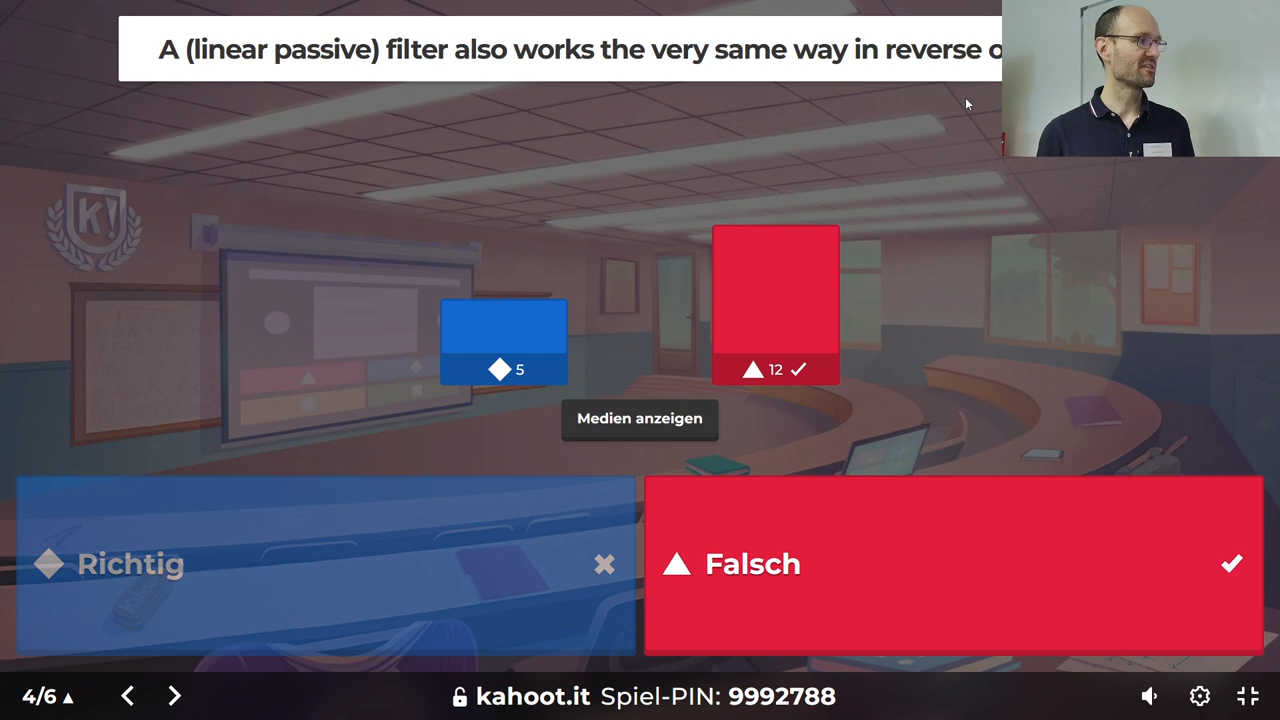 A (linear passive) filter also works the very same way in reverse
K!
5
12
Medien anzeigen
Richtig
Falsch
4/6
kahoot.it Spiel-PIN: 9992788